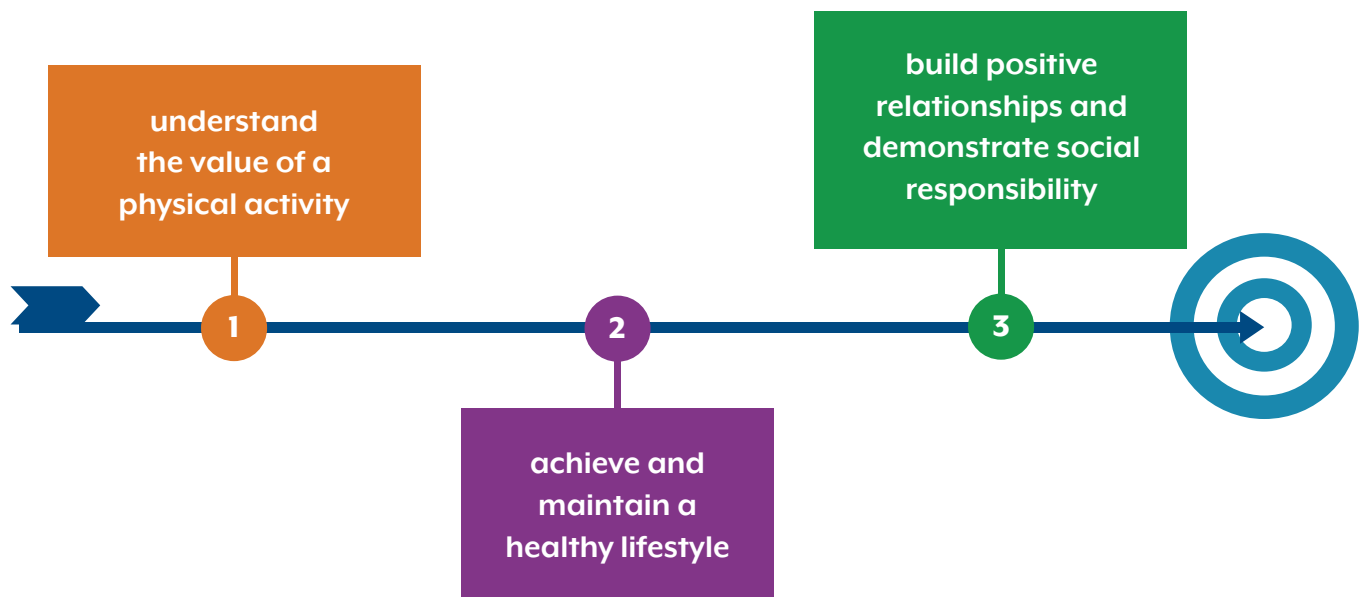 understand
the value of a
physical activity
1
2
achieve and
maintain a
healthy lifestyle
build positive
relationships and
demonstrate social
responsibility
3